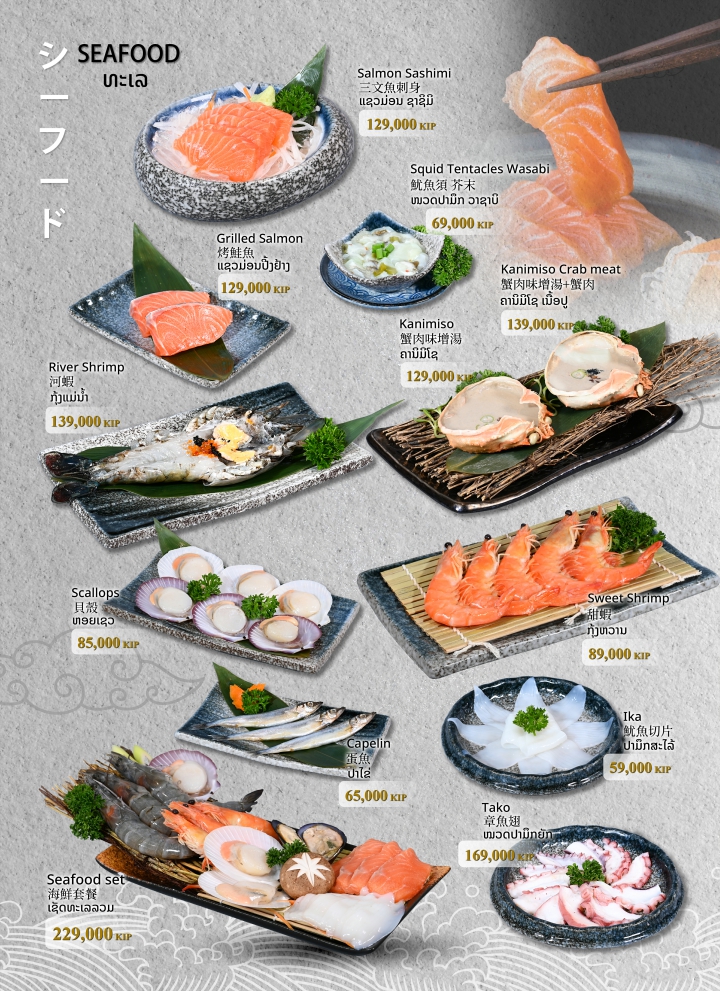 シーフード
SEAFOOD
ທະເລ
Salmon Sashimi
三文魚刺身
ແຊວມ່ອນ ຊາຊິມິ
129,000 KIP
Squid Tentacles Wasabi
魷魚須 芥末
ໜວດປາມຶກ ວາຊາບິ
69,000 KIP
Grilled Salmon
烤鮭魚
ແຊວມ່ອນປີ້ງຢ້າງ
129,000 KIP
Kanimiso Crab meat
蟹肉味增湯+蟹肉
ຄານິມິໂຊ ເນື້ອປູ
139,000 KIP
Kanimiso
蟹肉味增湯
ຄານິມິໂຊ
129,000 KIP
River Shrimp
河蝦
ກຸ້ງແມ່ນ້ຳ
139,000 KIP
Scallops
貝殼
ຫອຍເຊວ
85,000 KIP
Sweet Shrimp
甜蝦
ກຸ້ງຫວານ
89,000 KIP
Capelin
蛋魚
ປາໄຂ່
65,000 KIP
Ika
魷魚切片
ປາມຶກສະໄລ້
59,000 KIP
Tako
章魚翅
ໜວດປາມຶກຍັກ
169,000 KIP
Seafood set
海鮮套餐
ເຊັດທະເລລວມ
229,000 KIP